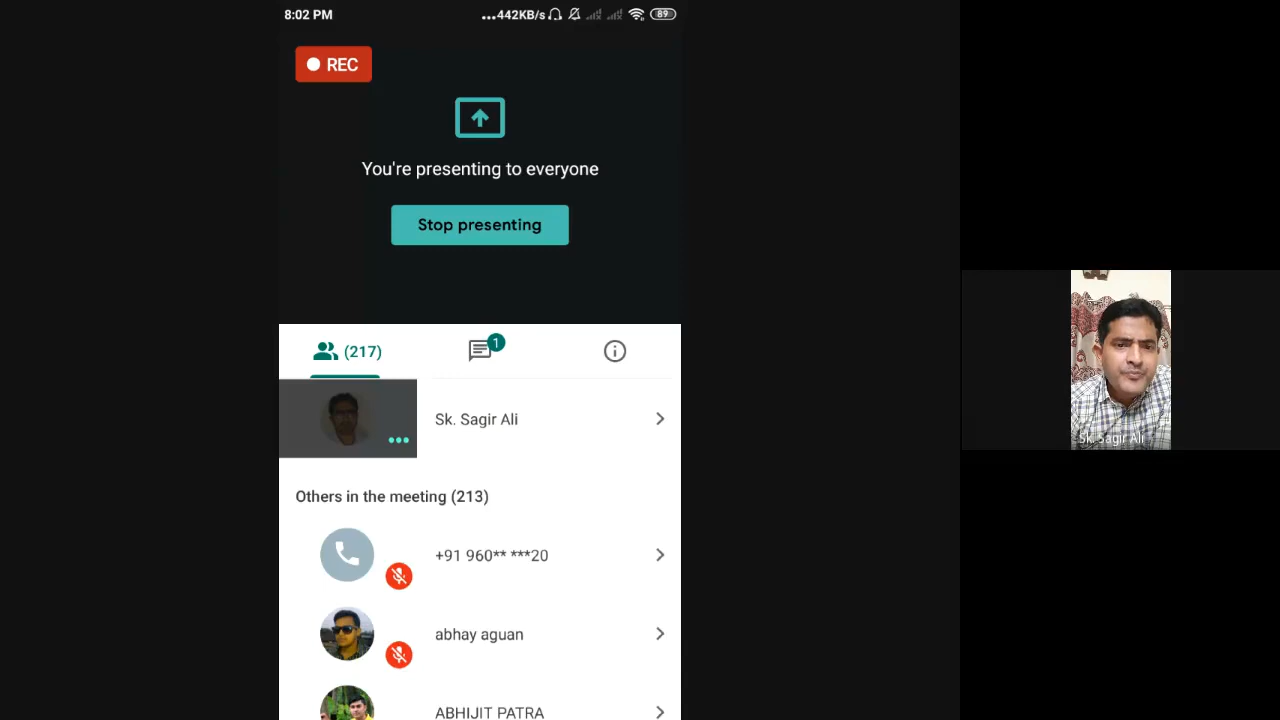 8:02 PM
...442KB/s
89
REC
You're presenting to everyone
Stop presenting
(217)
1
Sk. Sagir Ali
Others in the meeting (213)
+91 960** ***20
abhay aguan
ABHIJIT PATRA
Sk. Sagir Ali